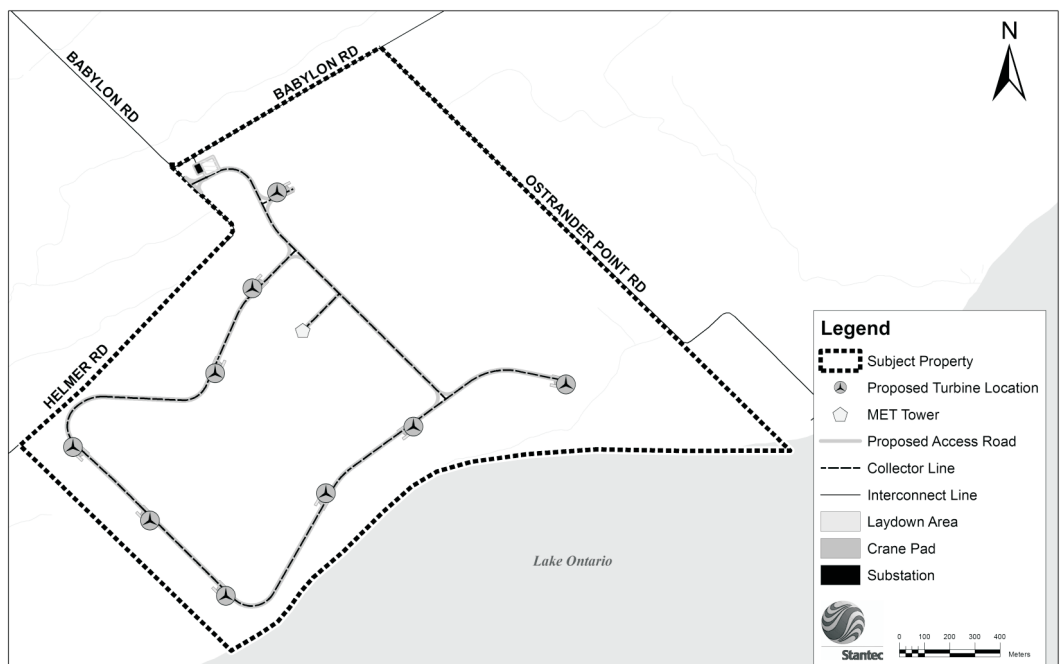 BABYLON RD
BABYLON RD
N
OSTRANDER POINT RD
HELMER RD
Lake Ontario
Legend
Subject Property
Proposed Turbine Location
MET Tower
Proposed Access Road
Collector Line
Interconnect Line
Laydown Area
Crane Pad
Substation
Stantec
0 100 200 300 400
Meters